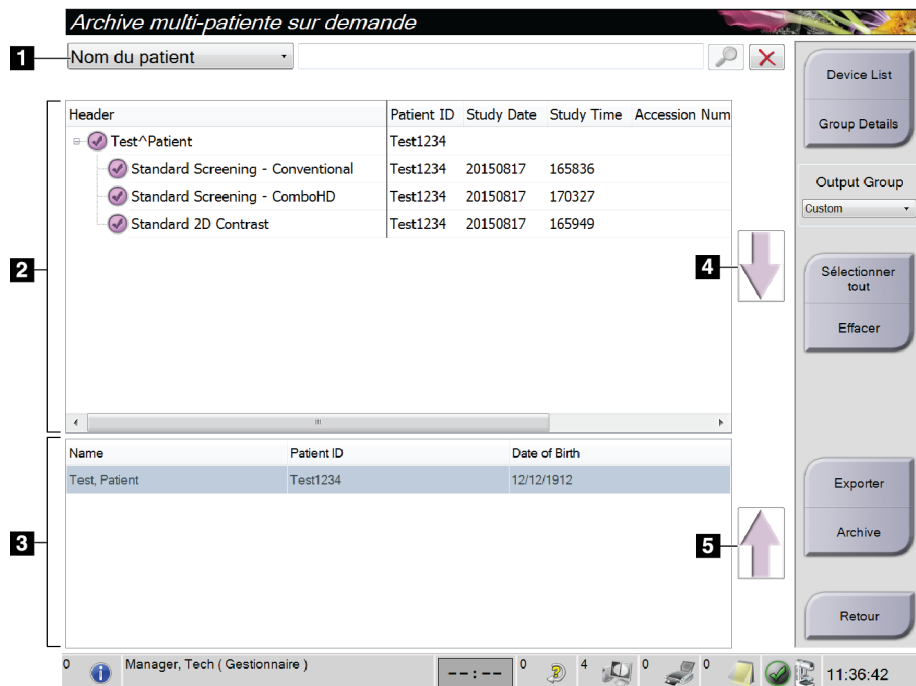 Archive multi-patiente sur demande
1
Nom du patient
Device List
Group Details
Output Group
Custom
Sélectionner
tout
Effacer
Exporter
Archive
Retour
2
Header Patient ID Study Date Study Time Accession Num
Test^Patient Test1234
Standard Screening - Conventional Test1234 20150817 165836
Standard Screening - ComboHD Test1234 20150817 170327
Standard 2D Contrast Test1234 20150817 165949
4
3
Name Patient ID Date of Birth
Test, Patient Test1234 12/12/1912
5
0 Manager, Tech ( Gestionnaire ) --:-- 0 4 0 0 11:36:42